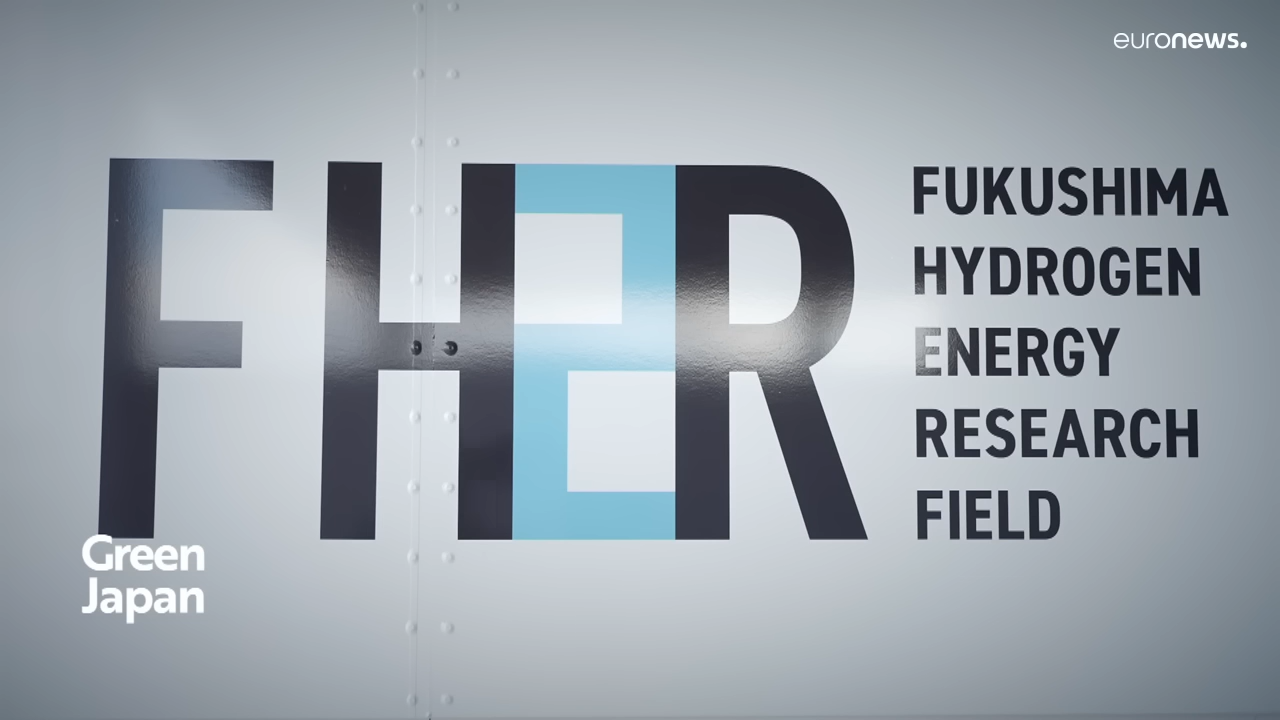 euronews.
FH2R
FUKUSHIMA
HYDROGEN
ENERGY
RESEARCH
FIELD
Green
Japan